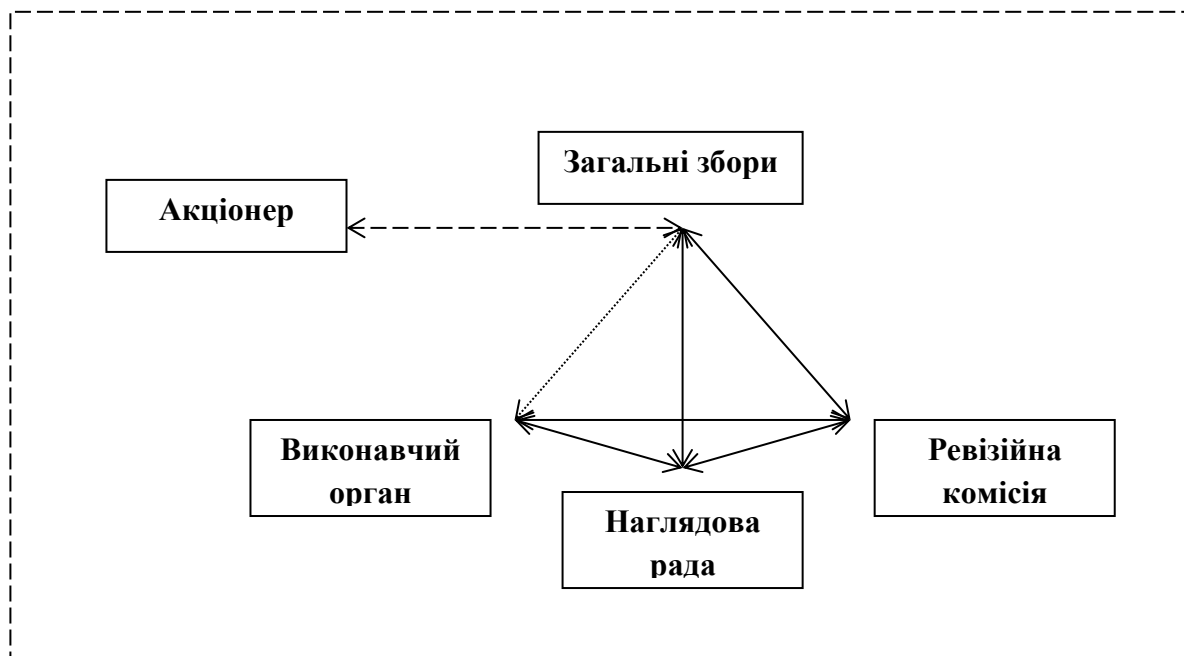 Загальні збори
Акціонер
Виконавчий
орган
Наглядова
рада
Ревізійна
комісія